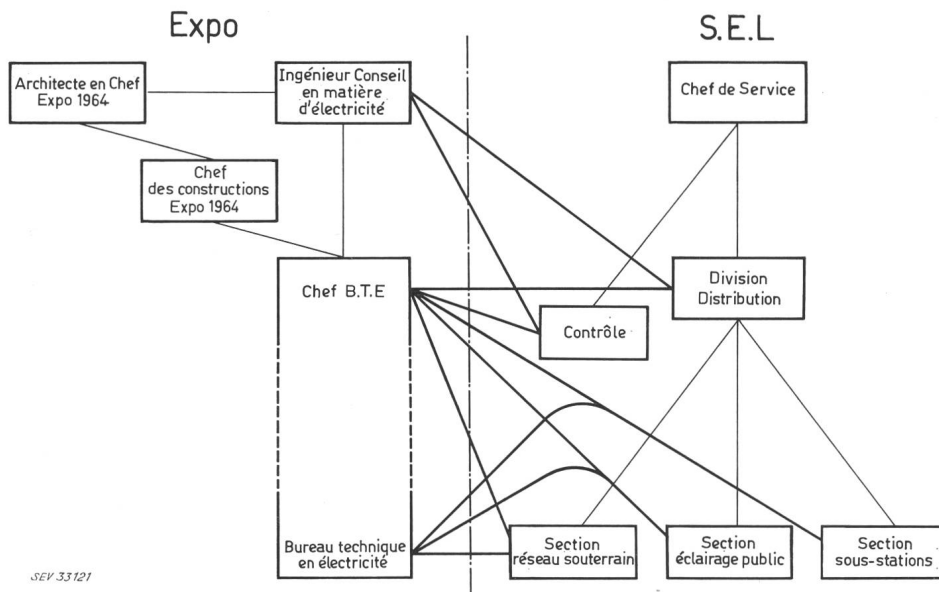 Expo
S.E.L
Architecte en Chef
Expo 1964
Ingénieur Conseil
en matière
d'électricité
Chef de Service
Chef
des constructions
Expo 1964
Chef B.T.E
Division
Distribution
Contrôle
Bureau technique
en électricité
Section
réseau souterrain
Section
éclairage public
Section
sous-stations
SEV 33121